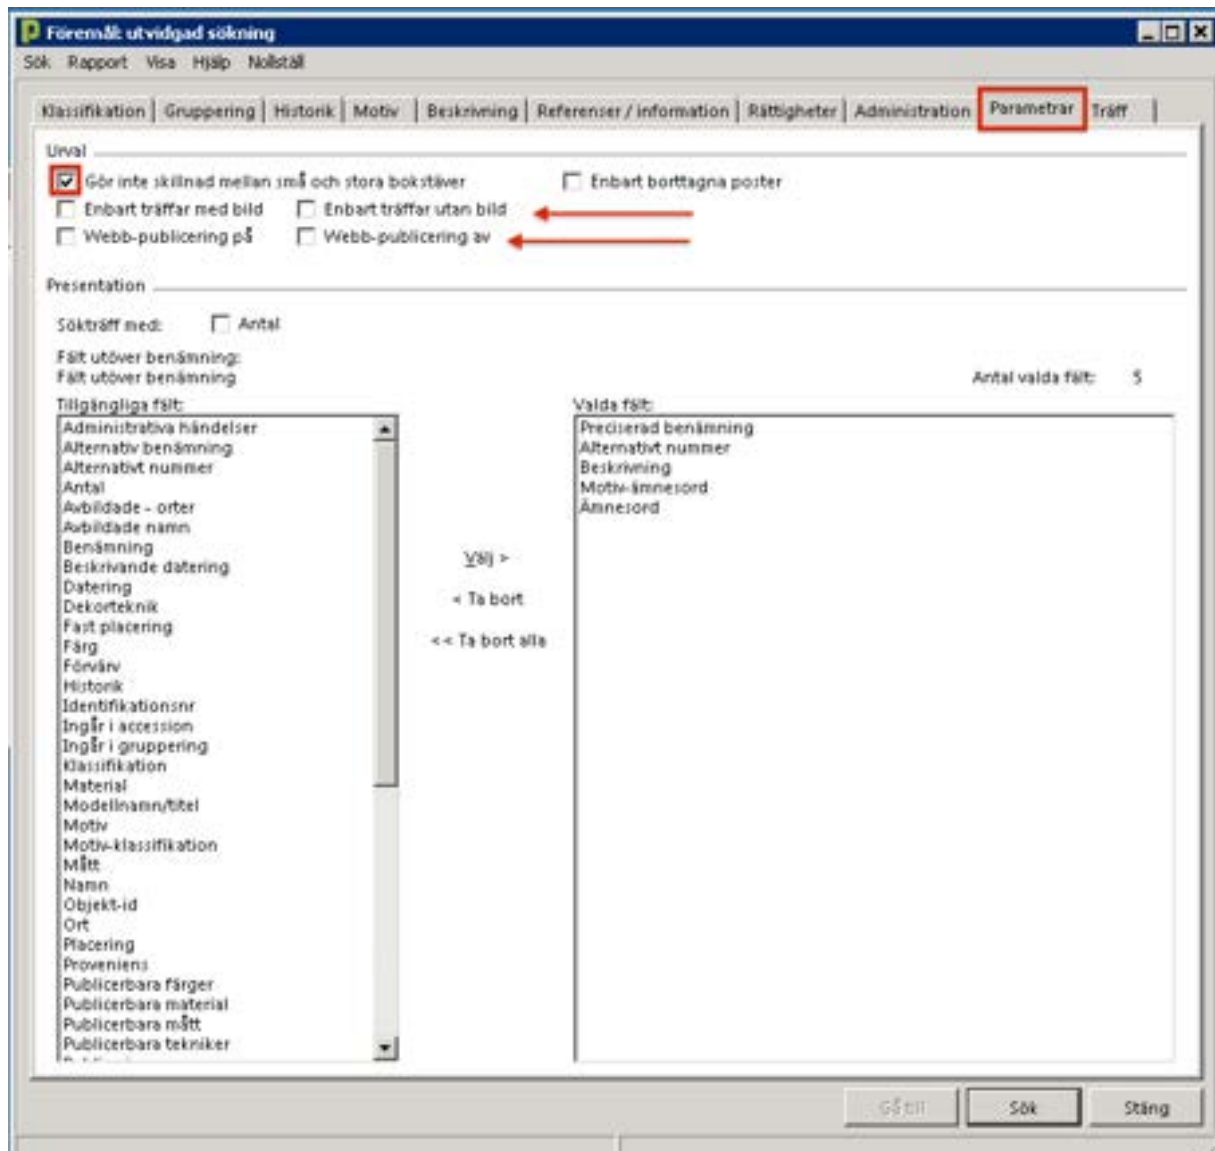 Föremål: utvidgad sökning
Sök Rapport Visa Hjälp Nollställ
Klassifikation Gruppering Historik Motiv Beskrivning Referenser / information Rättigheter Administration Parametrar Träff
Urval
Gör inte skillnad mellan små och stora bokstäver Enbart borttagna poster
Enbart träffar med bild Enbart träffar utan bild
Webb-publicering på Webb-publicering av
Presentation
Sökträff med: Antal
Fält utöver benämning:
Fält utöver benämning Antal valda fält: 5
Tillgängliga fält: Valda fält:
Administrativa händelser Preciserad benämning
Alternativ benämning Alternativt nummer
Alternativt nummer Beskrivning
Antal Motiv-ämnesord
Avbildade - orter Ämnesord
Avbildade namn
Benämning
Beskrivande datering Välj >
Datering
Dekorteknik < Ta bort
Fast placering
Färg << Ta bort alla
Förvärv
Historik
Identifikationsnr
Ingår i accession
Ingår i gruppering
Klassifikation
Material
Modellnamn/titel
Motiv
Motiv-klassifikation
Mått
Namn
Objekt-id
Ort
Placering
Proveniens
Publicerbara färger
Publicerbara material
Publicerbara mått
Publicerbara tekniker
Gå till Sök Stäng